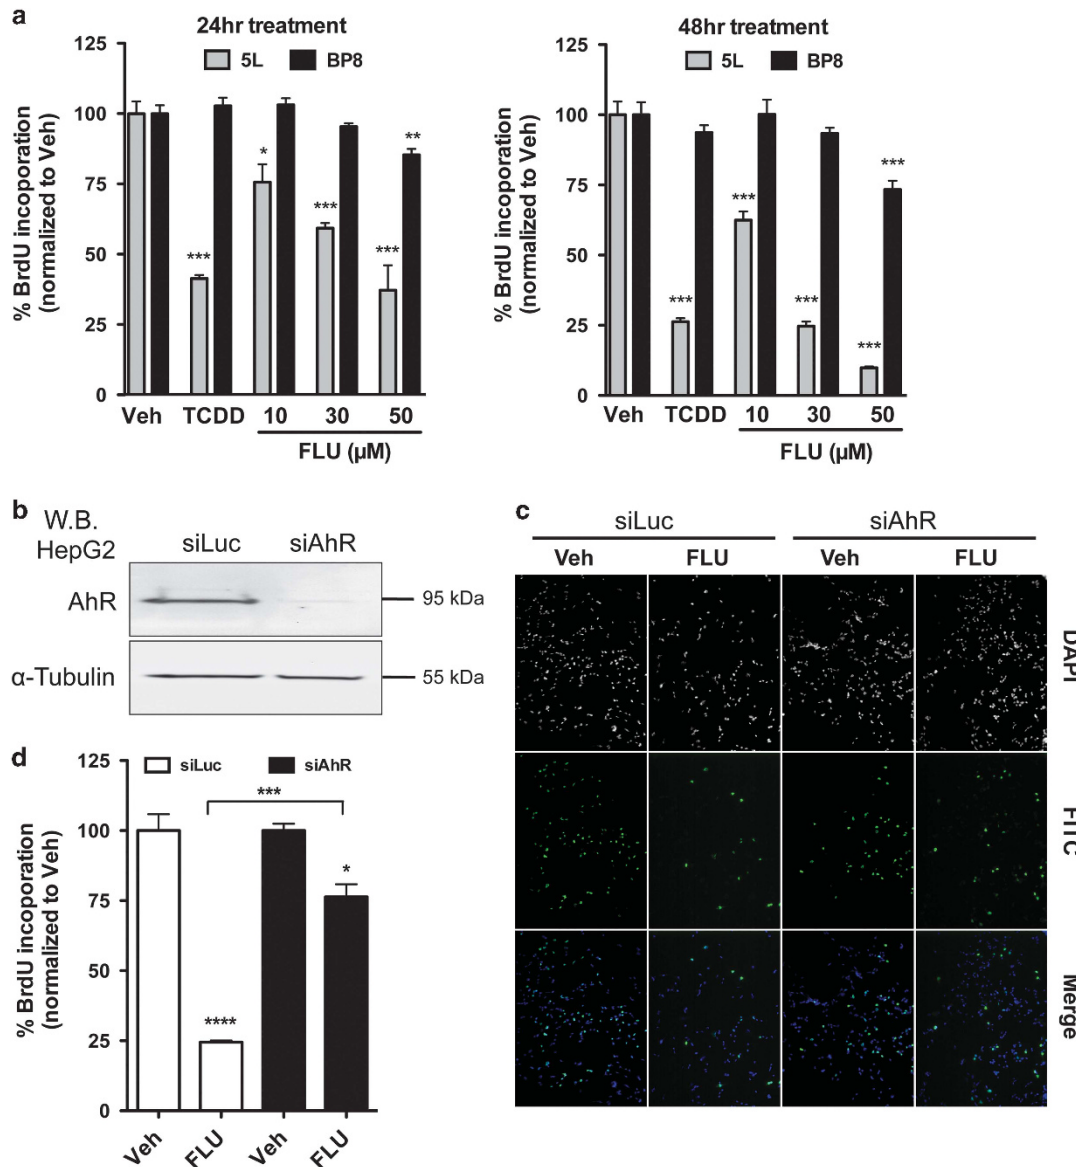 a
24hr treatment
5L BP8
% BrdU incoporation
(normalized to Veh)
125
100
75
50
25
0
***
*
***
***
**
Veh TCDD 10 30 50
FLU (µM)
48hr treatment
5L BP8
% BrdU incoporation
(normalized to Veh)
125
100
75
50
25
0
***
***
***
***
***
Veh TCDD 10 30 50
FLU (µM)
b
W.B.
HepG2
siLuc siAhR
AhR
95 kDa
α-Tubulin
55 kDa
c
siLuc siAhR
Veh FLU Veh FLU
DAPI
FITC
Merge
d
siLuc siAhR
% BrdU incoporation
(normalized to Veh)
125
100
75
50
25
0
***
****
*
Veh FLU Veh FLU